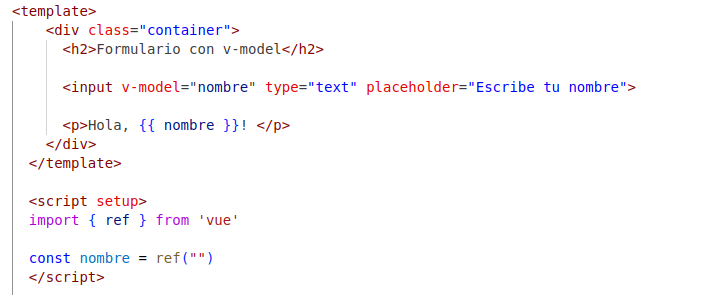 <template>
<div class="container">
<h2>Formulario con v-model</h2>
<input v-model="nombre" type="text" placeholder="Escribe tu nombre">
<p>Hola, {{ nombre }}! </p>
</div>
</template>
<script setup>
import { ref } from 'vue'
const nombre = ref("")
</script>